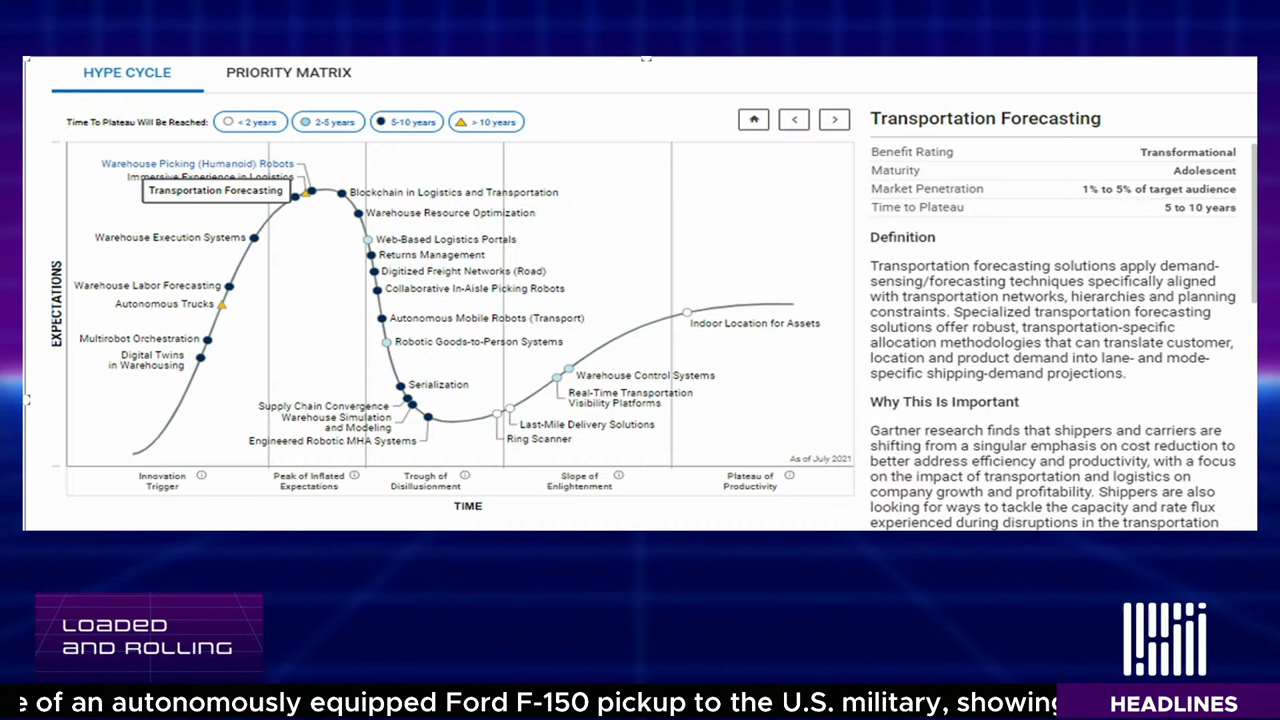 HYPE CYCLE
PRIORITY MATRIX
Time To Plateau Will Be Reached:
< 2 years
2-5 years
5-10 years
> 10 years
EXPECTATIONS
Warehouse Picking (Humanoid) Robots
Immersive Experience in Logistics
Transportation Forecasting
Warehouse Execution Systems
Warehouse Labor Forecasting
Autonomous Trucks
Multirobot Orchestration
Digital Twins
in Warehousing
Blockchain in Logistics and Transportation
Warehouse Resource Optimization
Web-Based Logistics Portals
Returns Management
Digitized Freight Networks (Road)
Collaborative In-Aisle Picking Robots
Autonomous Mobile Robots (Transport)
Robotic Goods-to-Person Systems
Serialization
Supply Chain Convergence
Warehouse Simulation
and Modeling
Engineered Robotic MHA Systems
Indoor Location for Assets
Warehouse Control Systems
Real-Time Transportation
Visibility Platforms
Last-Mile Delivery Solutions
Ring Scanner
As of July 2021
Innovation
Trigger
Peak of Inflated
Expectations
Trough of
Disillusionment
Slope of
Enlightenment
Plateau of
Productivity
TIME
Transportation Forecasting
Benefit Rating Transformational
Maturity Adolescent
Market Penetration 1% to 5% of target audience
Time to Plateau 5 to 10 years
Definition
Transportation forecasting solutions apply demand-
sensing/forecasting techniques specifically aligned
with transportation networks, hierarchies and planning
constraints. Specialized transportation forecasting
solutions offer robust, transportation-specific
allocation methodologies that can translate customer,
location and product demand into lane- and mode-
specific shipping-demand projections.
Why This Is Important
Gartner research finds that shippers and carriers are
shifting from a singular emphasis on cost reduction to
better address efficiency and productivity, with a focus
on the impact of transportation and logistics on
company growth and profitability. Shippers are also
looking for ways to tackle the capacity and rate flux
experienced during disruptions in the transportation
LOADED
AND ROLLING
e of an autonomously equipped Ford F-150 pickup to the U.S. military, showing
HEADLINES